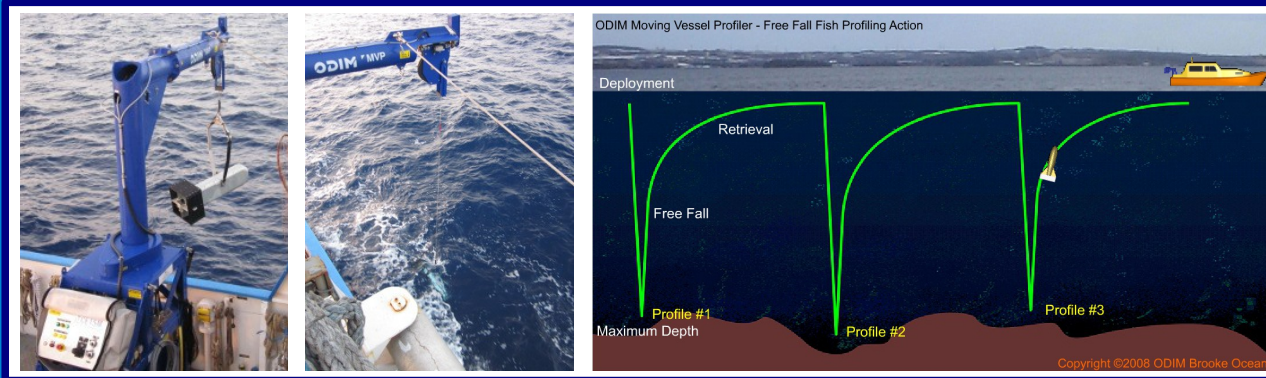 ODIM
ODIM MVP
ODIM Moving Vessel Profiler - Free Fall Fish Profiling Action
Deployment
Retrieval
Free Fall
Profile #1
Maximum Depth
Profile #2
Profile #3
Copyright ©2008 ODIM Brooke Ocean